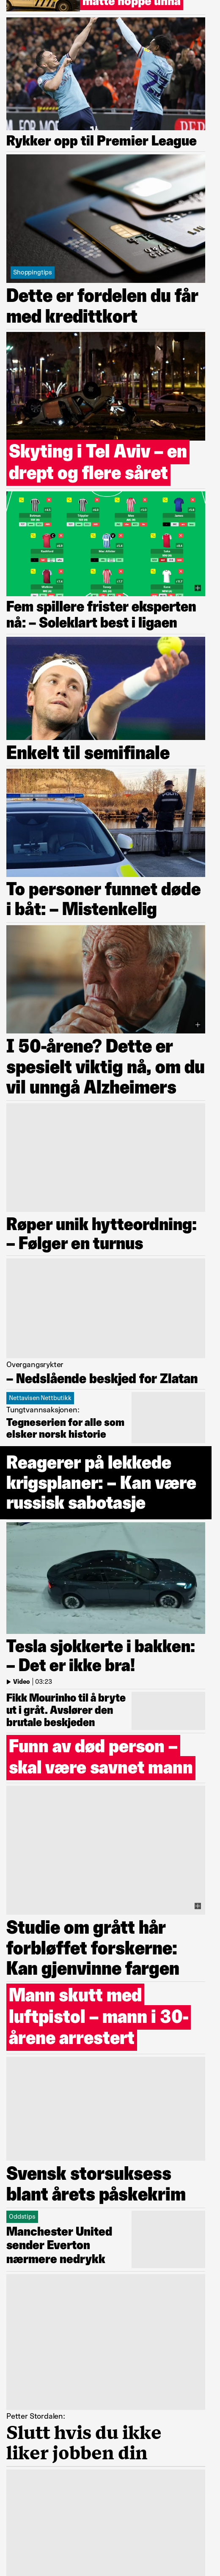 måtte hoppe unna
Rykker opp til Premier League
Shoppingtips
Dette er fordelen du får
med kredittkort
Skyting i Tel Aviv – en
drept og flere såret
Fem spillere frister eksperten
nå: – Soleklart best i ligaen
Enkelt til semifinale
To personer funnet døde
i båt: – Mistenkelig
I 50-årene? Dette er
spesielt viktig nå, om du
vil unngå Alzheimers
Røper unik hytteordning:
– Følger en turnus
Overgangsrykter
– Nedslående beskjed for Zlatan
Nettavisen Nettbutikk
Tungtvannsaksjonen:
Tegneserien for alle som
elsker norsk historie
Reagerer på lekkede
krigsplaner: – Kan være
russisk sabotasje
Tesla sjokkerte i bakken:
– Det er ikke bra!
Video | 03:23
Fikk Mourinho til å bryte
ut i gråt. Avslører den
brutale beskjeden
Funn av død person –
skal være savnet mann
Studie om grått hår
forbløffet forskerne:
Kan gjenvinne fargen
Mann skutt med
luftpistol – mann i 30-
årene arrestert
Svensk storsuksess
blant årets påskekrim
Oddstips
Manchester United
sender Everton
nærmere nedrykk
Petter Stordalen:
Slutt hvis du ikke
liker jobben din